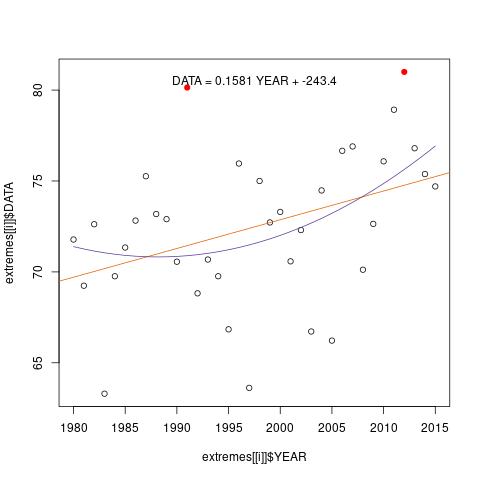 DATA = 0.1581 YEAR + -243.4
80
75
70
65
extremes[[i]]$DATA
1980 1985 1990 1995 2000 2005 2010 2015
extremes[[i]]$YEAR